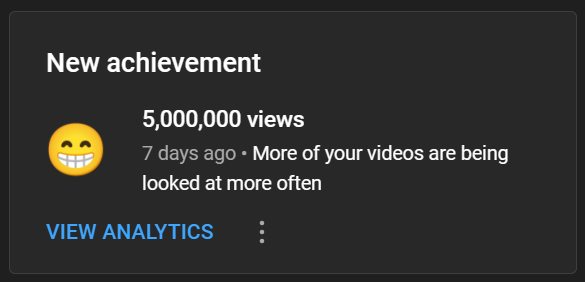 New achievement
5,000,000 views
7 days ago • More of your videos are being
looked at more often
VIEW ANALYTICS